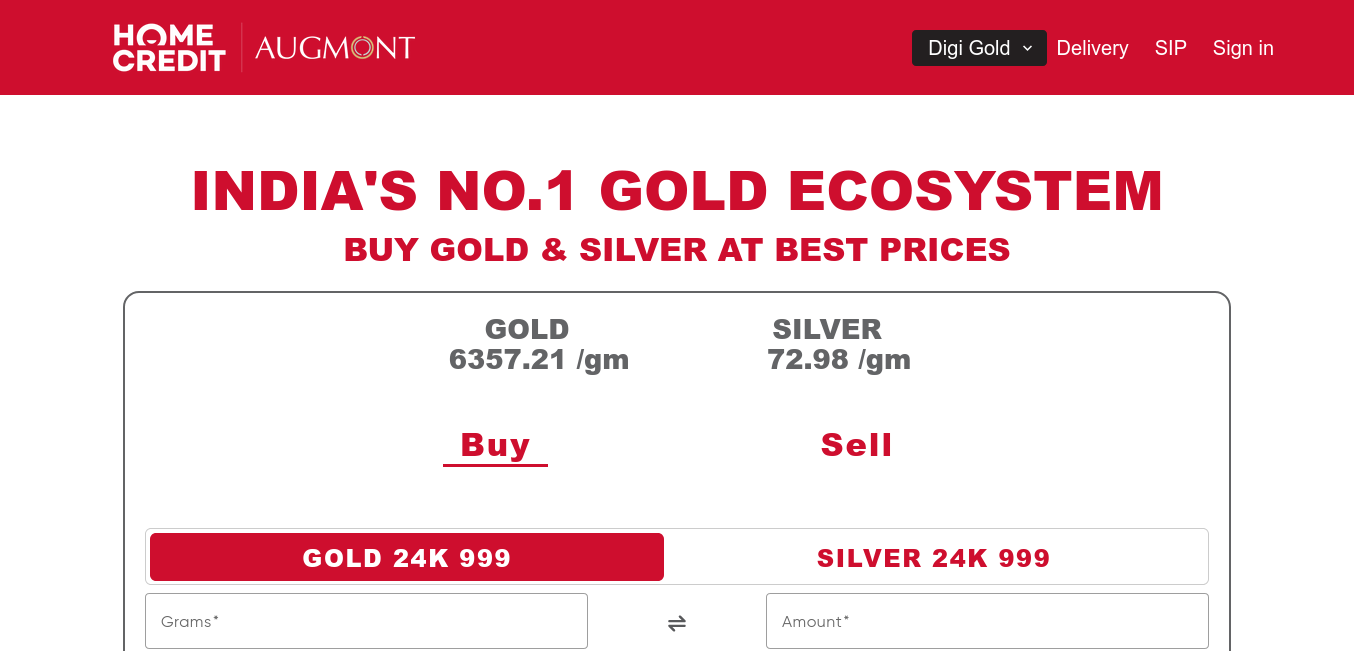 HOME
CREDIT
AUGMONT
Digi Gold
Delivery
SIP
Sign in
INDIA'S NO.1 GOLD ECOSYSTEM
BUY GOLD & SILVER AT BEST PRICES
GOLD
6357.21 /gm
SILVER
72.98 /gm
Buy
Sell
GOLD 24K 999
SILVER 24K 999
Grams*
Amount*